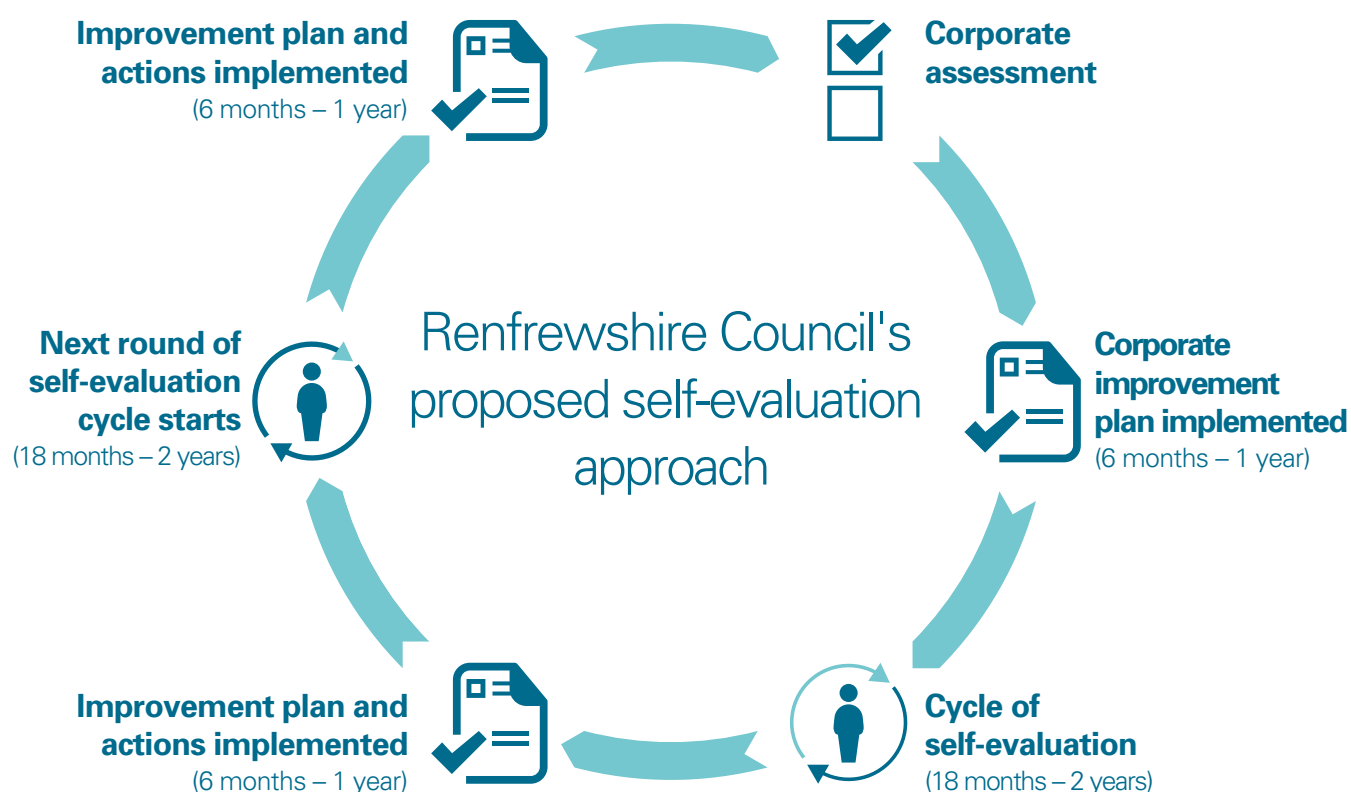 Improvement plan and
actions implemented
(6 months – 1 year)
Corporate
assessment
Corporate
improvement
plan implemented
(6 months – 1 year)
Cycle of
self-evaluation
(18 months – 2 years)
Improvement plan and
actions implemented
(6 months – 1 year)
Next round of
self-evaluation
cycle starts
(18 months – 2 years)
Renfrewshire Council's
proposed self-evaluation
approach